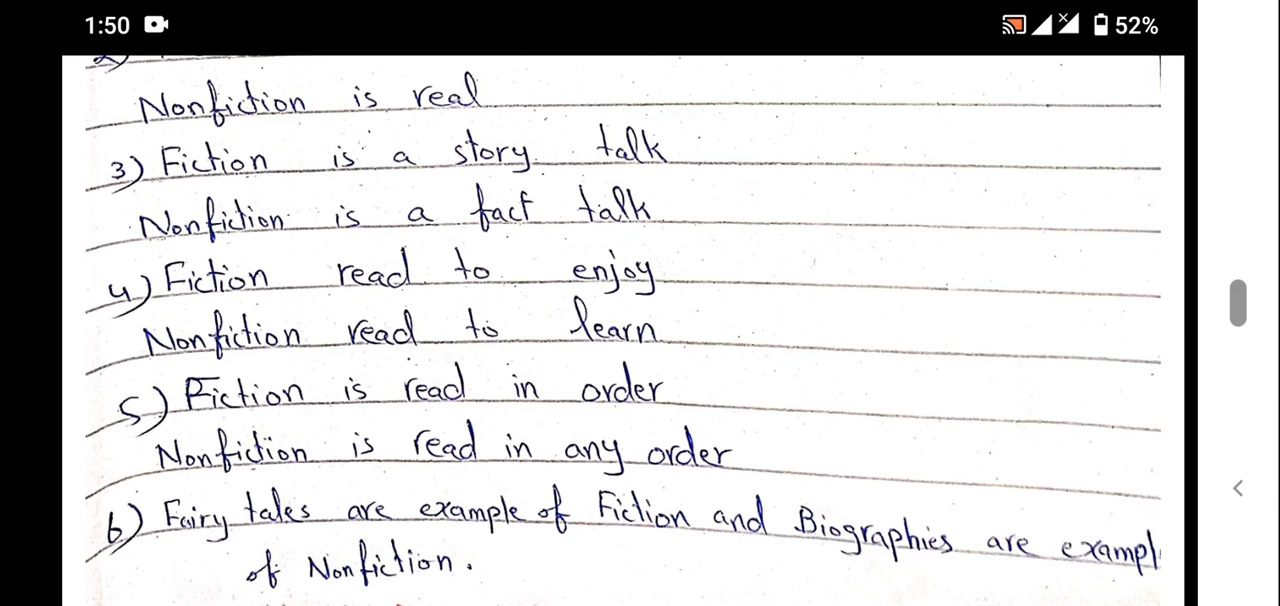 1:50
52%
2)
Nonfiction is real
3) Fiction is a story talk
Nonfiction is a fact talk
4) Fiction read to enjoy
Nonfiction read to learn
5) Fiction is read in order
Nonfiction is read in any order
6) Fairy tales are example of Fiction and Biographies are exampl
of Nonfiction.